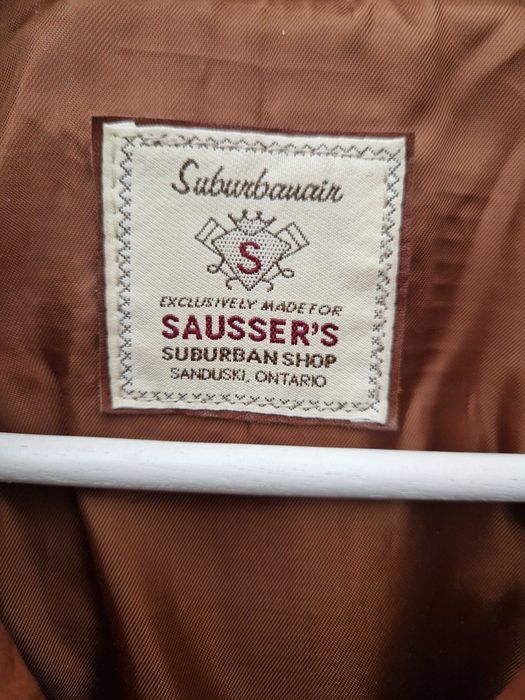 Suburbanair
S
EXCLUSIVELY MADE FOR
SAUSSER'S
SUBURBAN SHOP
SANDUSKI, ONTARIO